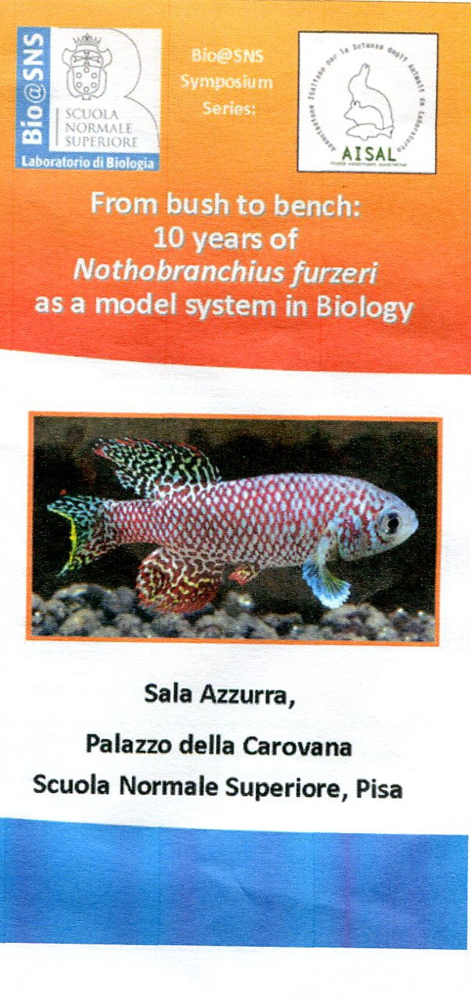 Bio@SNS
SCUOLA
NORMALE
SUPERIORE
Laboratorio di Biologia
Bio@SNS
Symposium
Series:
Associazione Italiana per le Scienze degli Animali da Laboratorio
AISAL
From bush to bench:
10 years of
Nothobranchius furzeri
as a model system in Biology
Sala Azzurra,
Palazzo della Carovana
Scuola Normale Superiore, Pisa